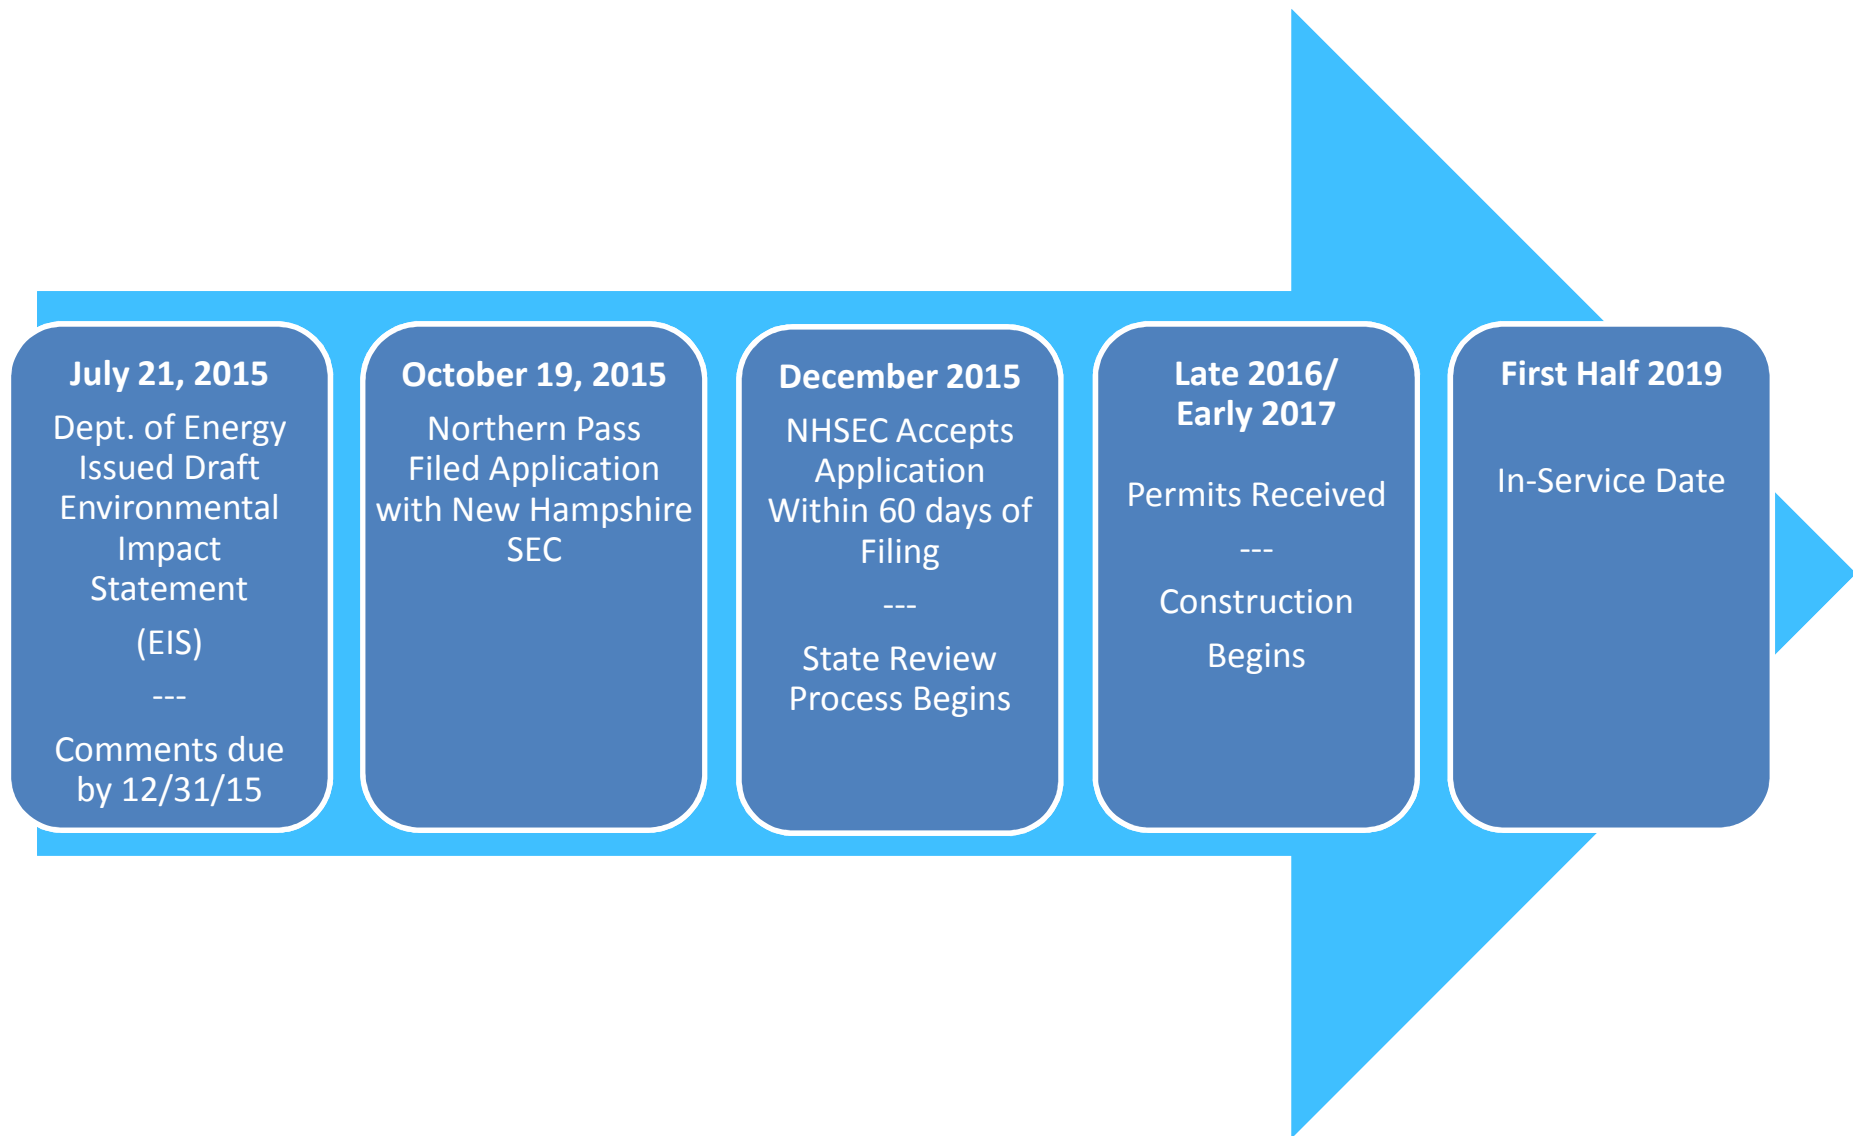 July 21, 2015
Dept. of Energy
Issued Draft
Environmental
Impact
Statement
(EIS)
---
Comments due
by 12/31/15
October 19, 2015
Northern Pass
Filed Application
with New Hampshire
SEC
December 2015
NHSEC Accepts
Application
Within 60 days of
Filing
---
State Review
Process Begins
Late 2016/
Early 2017
Permits Received
---
Construction
Begins
First Half 2019
In-Service Date